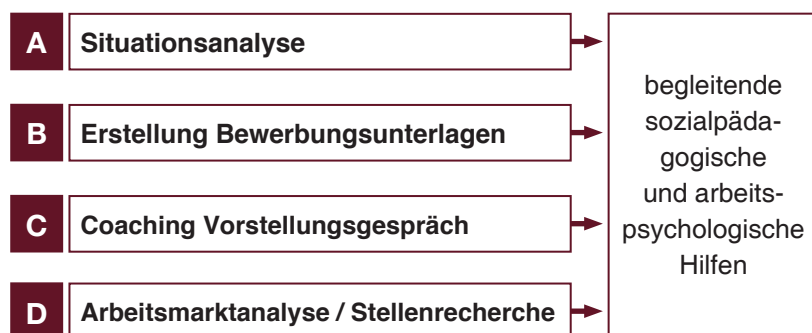 A Situationsanalyse
B Erstellung Bewerbungsunterlagen
C Coaching Vorstellungsgespräch
D Arbeitsmarktanalyse / Stellenrecherche
begleitende
sozialpäda-
gogische
und arbeits-
psychologische
Hilfen